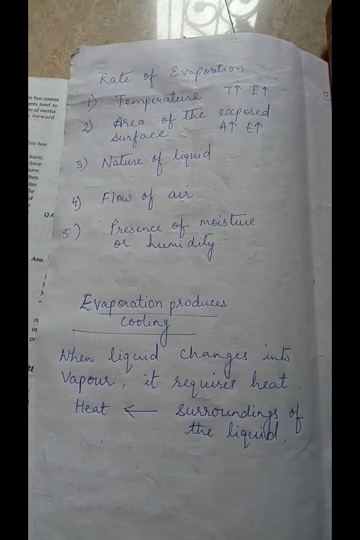 Rate of Evaporition
1) Temperature T↑ E↑
2) Area of the exposed
surface A↑ E↑
3) Nature of liquid
4) Flow of air
5) Presence of moisture
or humidity.
Evaporation produces
cooling
When liquid changes into
Vapour, it requires heat.
Heat ← Surroundings of
the liquid.